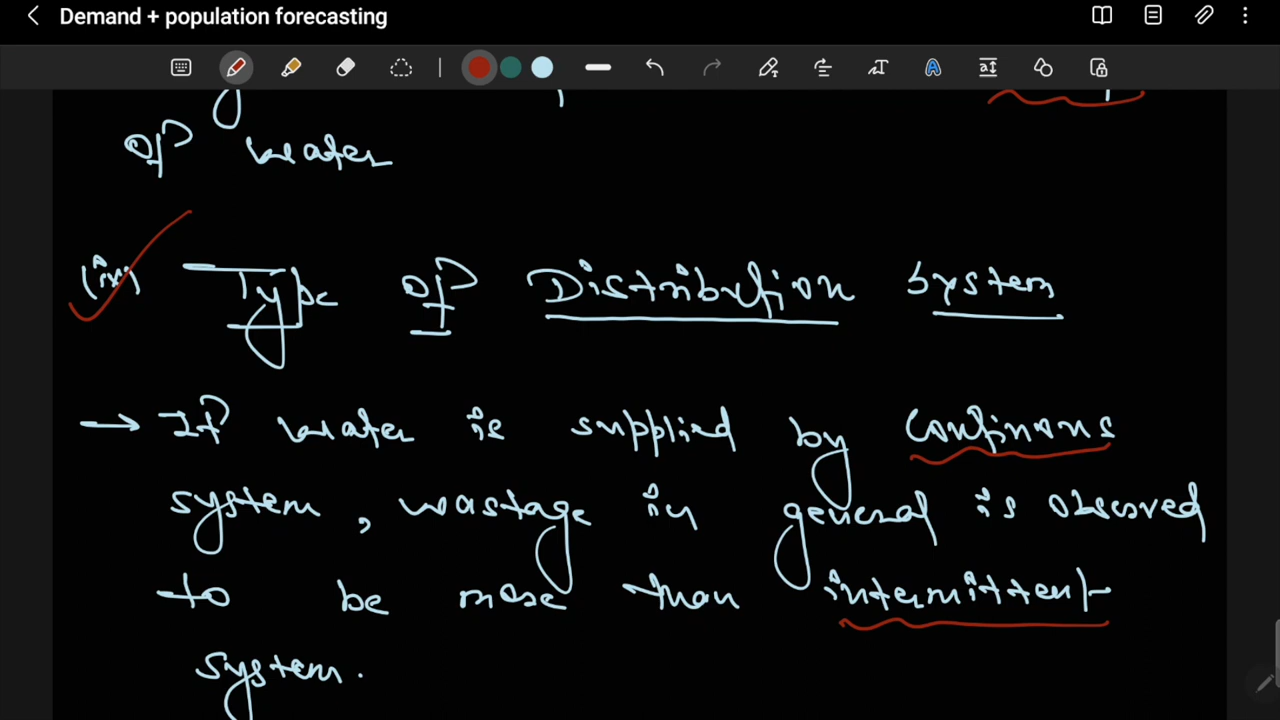 Demand + population forecasting
of water
(ix) Type of Distribution System
→ If water is supplied by continous
system, wastage in general is observed
to be more than intermittent
system.